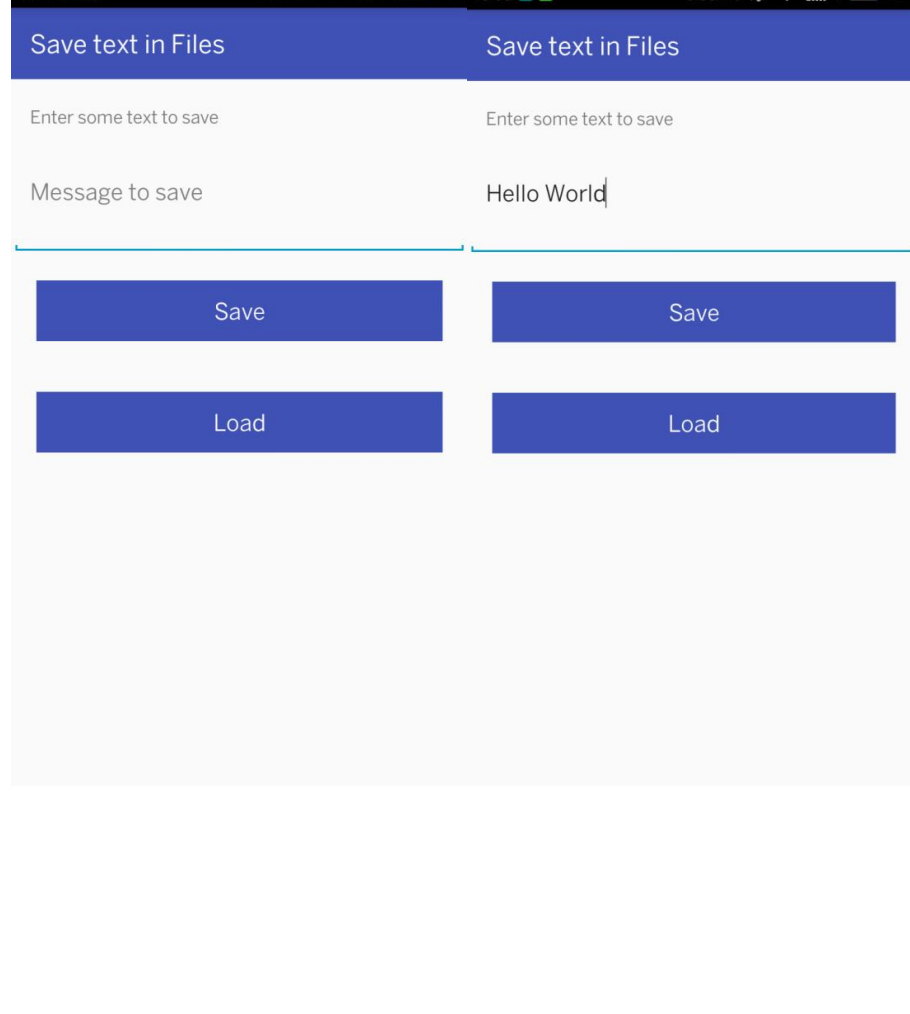 Save text in Files
Enter some text to save
Message to save
Save
Load
Save text in Files
Enter some text to save
Hello World
Save
Load